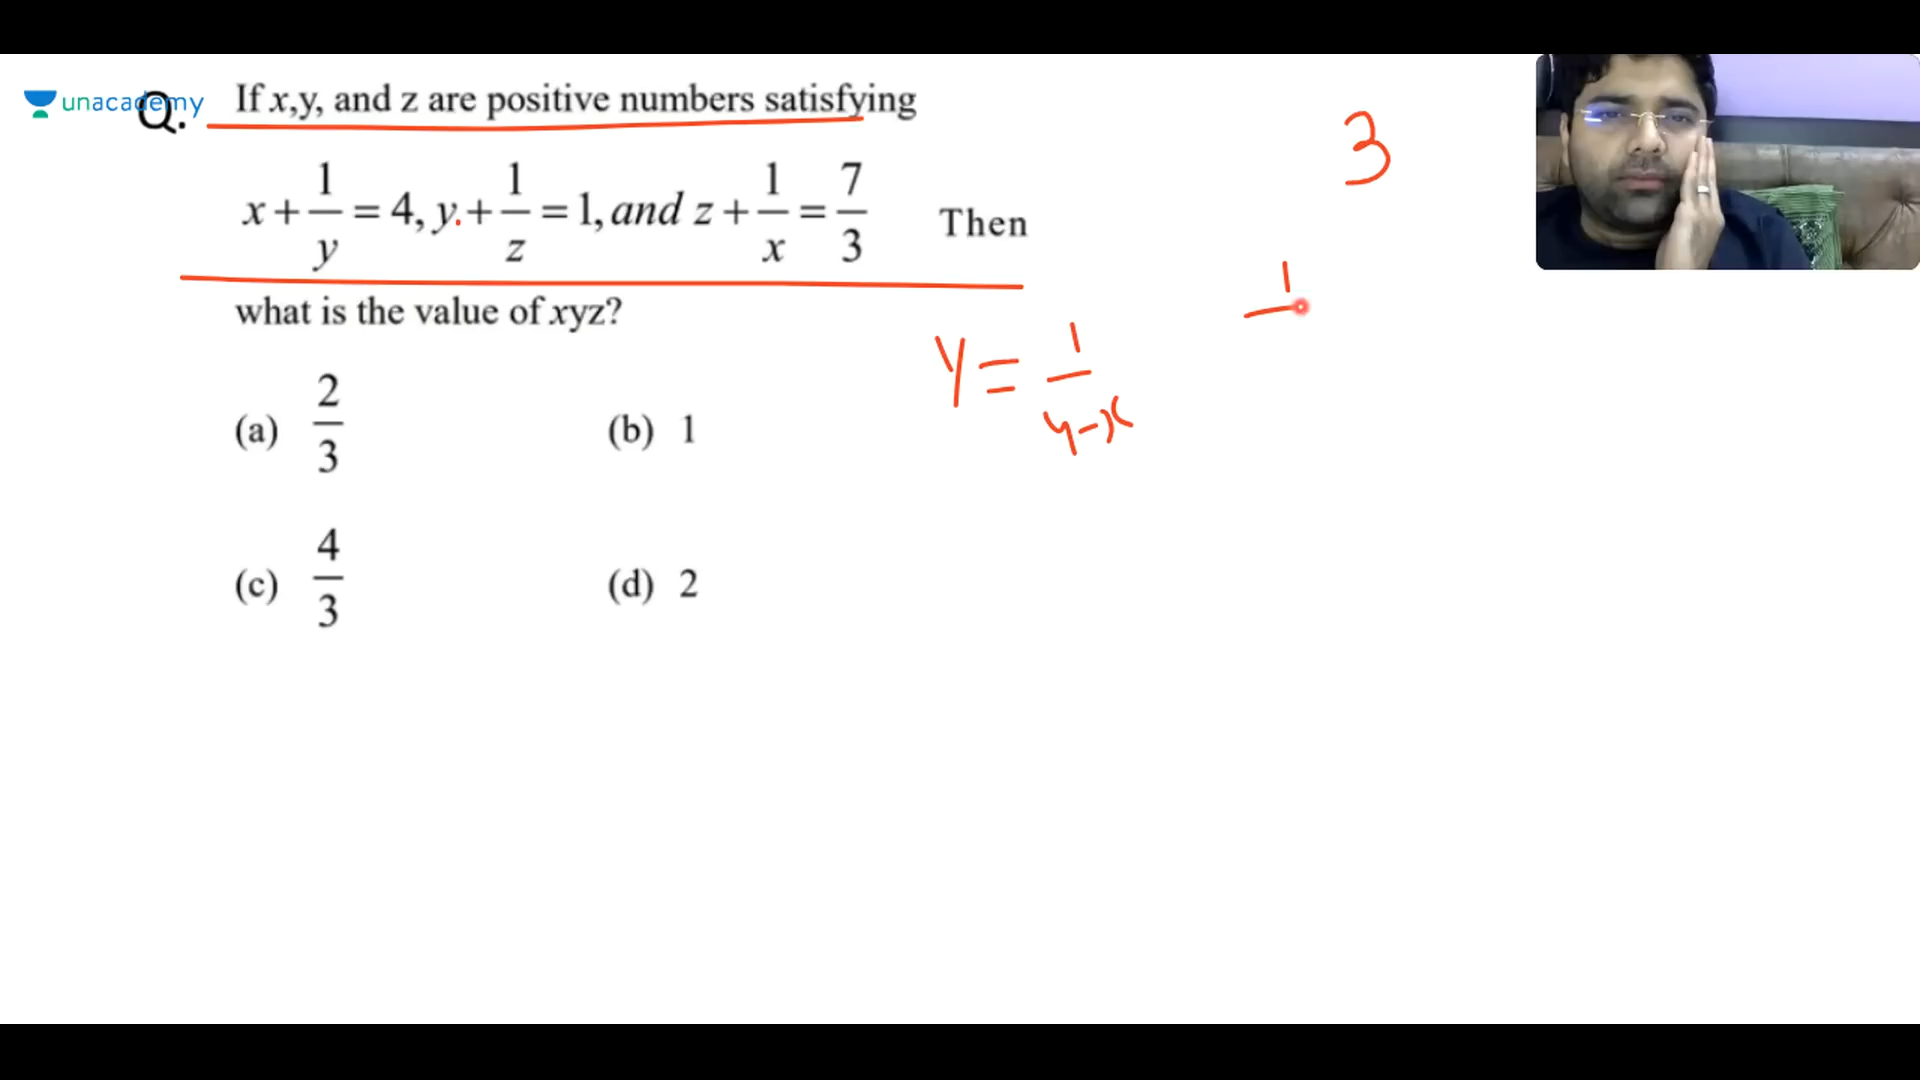 unacademy
Q. If x,y, and z are positive numbers satisfying
x + 1/y = 4, y + 1/z = 1, and z + 1/x = 7/3 Then
what is the value of xyz?
(a) 2/3 (b) 1
(c) 4/3 (d) 2
3
1
y = 1/4-x